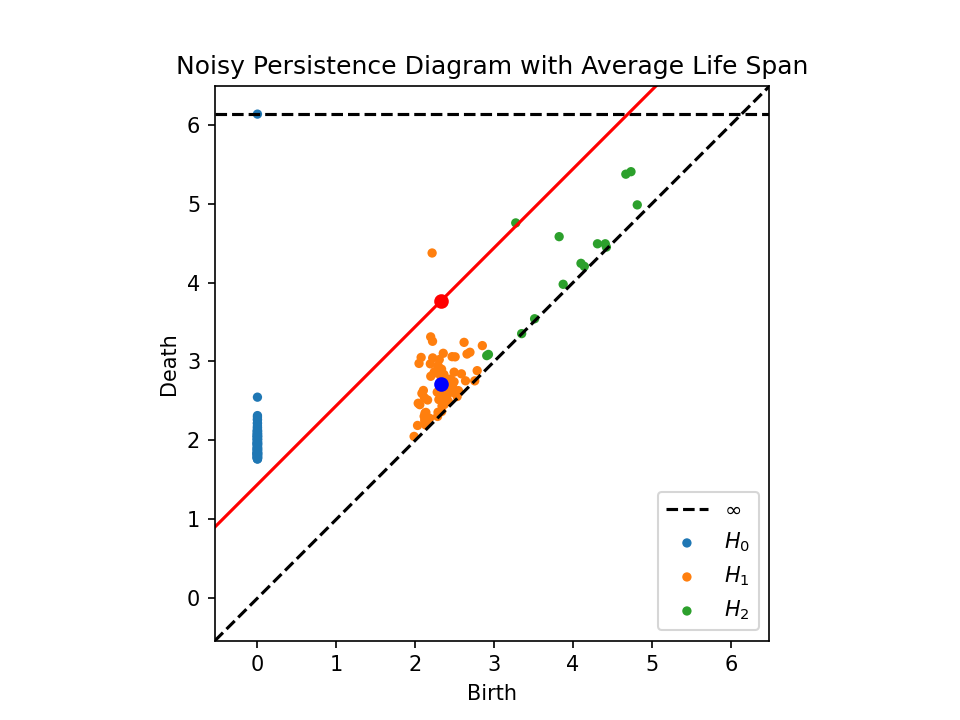 Noisy Persistence Diagram with Average Life Span
Death
6
5
4
3
2
1
0
0 1 2 3 4 5 6
Birth
∞
H₀
H₁
H₂